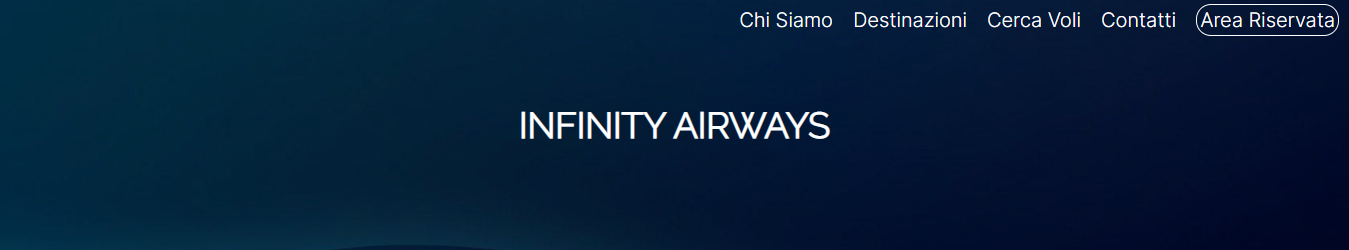 Chi Siamo Destinazioni Cerca Voli Contatti Area Riservata
INFINITY AIRWAYS